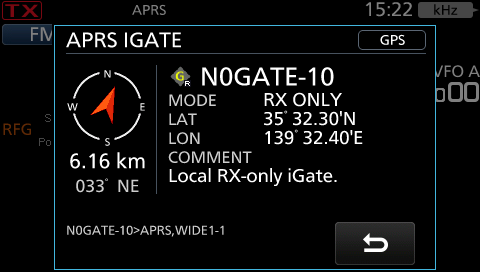 TX APRS 15:22 kHz
FM
APRS IGATE GPS
N
W E
S
G R N0GATE-10
MODE RX ONLY
LAT 35° 32.30'N
LON 139° 32.40'E
COMMENT
Local RX-only iGate.
6.16 km
033° NE
N0GATE-10>APRS,WIDE1-1
VFO A
00
RFG
S
Po